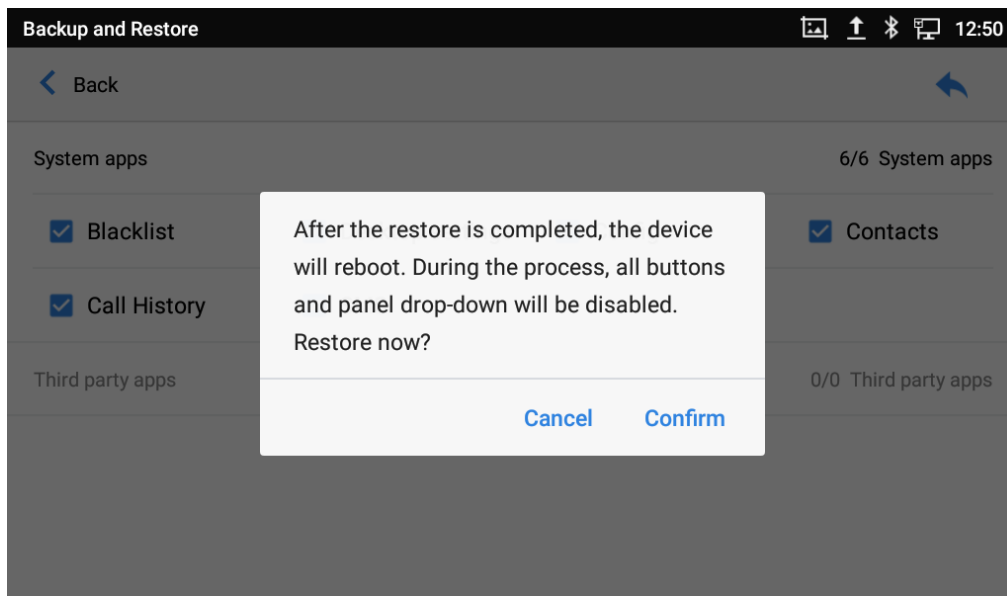 Backup and Restore 12:50
Back
System apps 6/6 System apps
Blacklist Contacts
Call History
Third party apps 0/0 Third party apps
After the restore is completed, the device
will reboot. During the process, all buttons
and panel drop-down will be disabled.
Restore now?
Cancel Confirm